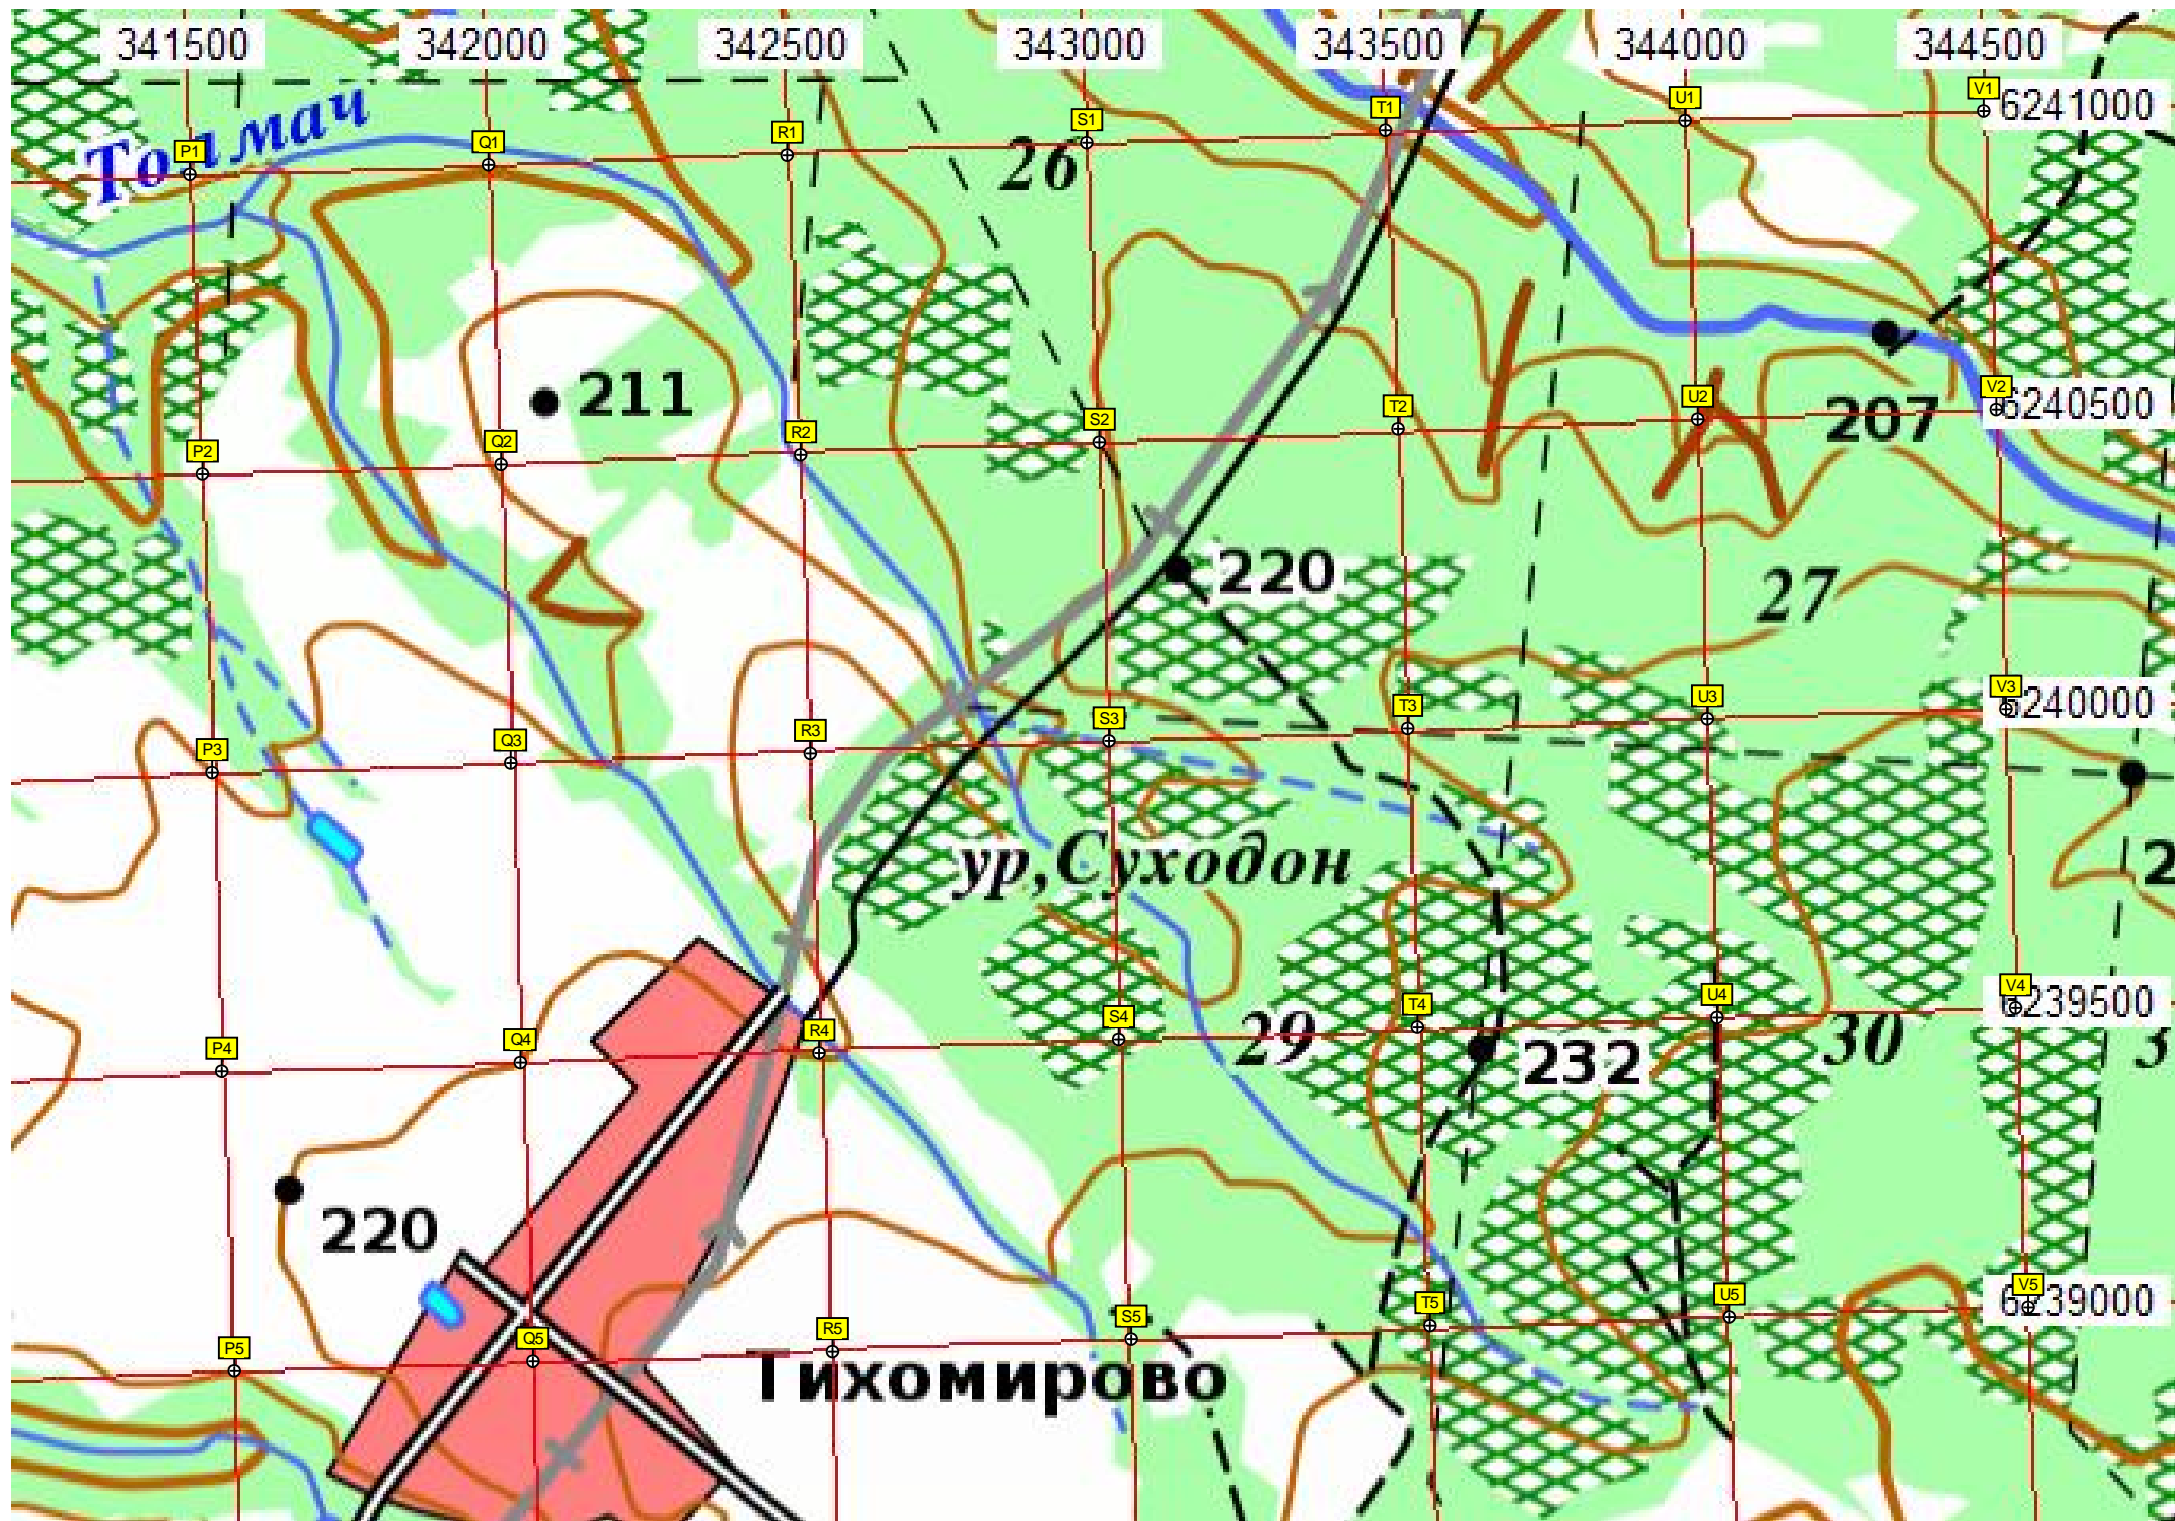 341500 342000 342500 343000 343500 344000 344500
P1 Q1 R1 S1 T1 U1 V1 6241000
Толмач
26
211
P2 Q2 R2 S2 T2 U2 V2 6240500
207
220
27
P3 Q3 R3 S3 T3 U3 V3 6240000
ур,Суходон
2
P4 Q4 R4 S4 T4 U4 V4 6239500
29 30 3
232
220
P5 Q5 R5 S5 T5 U5 V5 6239000
Тихомирово